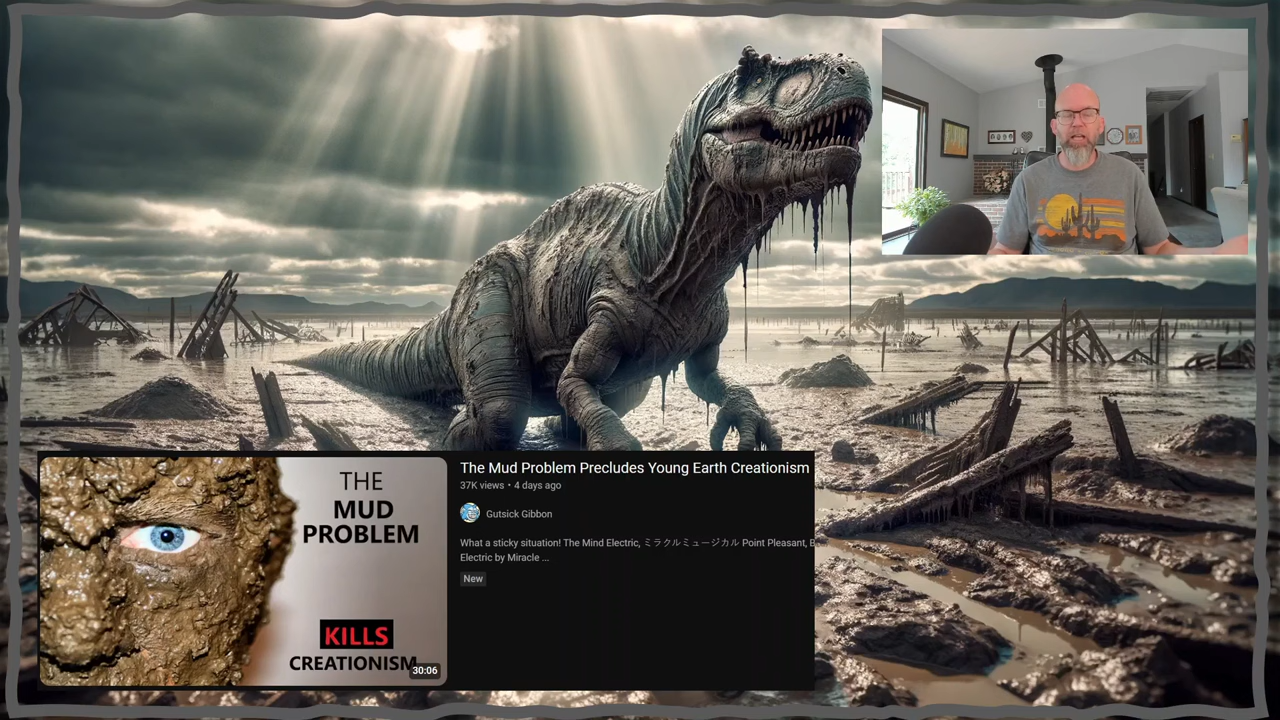 THE
MUD
PROBLEM
KILLS
CREATIONISM
30:06
The Mud Problem Precludes Young Earth Creationism
37K views • 4 days ago
Gutsick Gibbon
What a sticky situation! The Mind Electric, ミラクルミュージカル Point Pleasant, B
Electric by Miracle ...
New